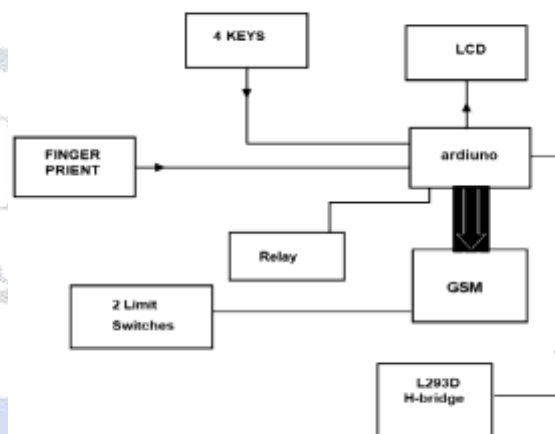 4 KEYS
LCD
FINGER
PRIENT
ardiuno
Relay
GSM
2 Limit
Switches
L293D
H-bridge